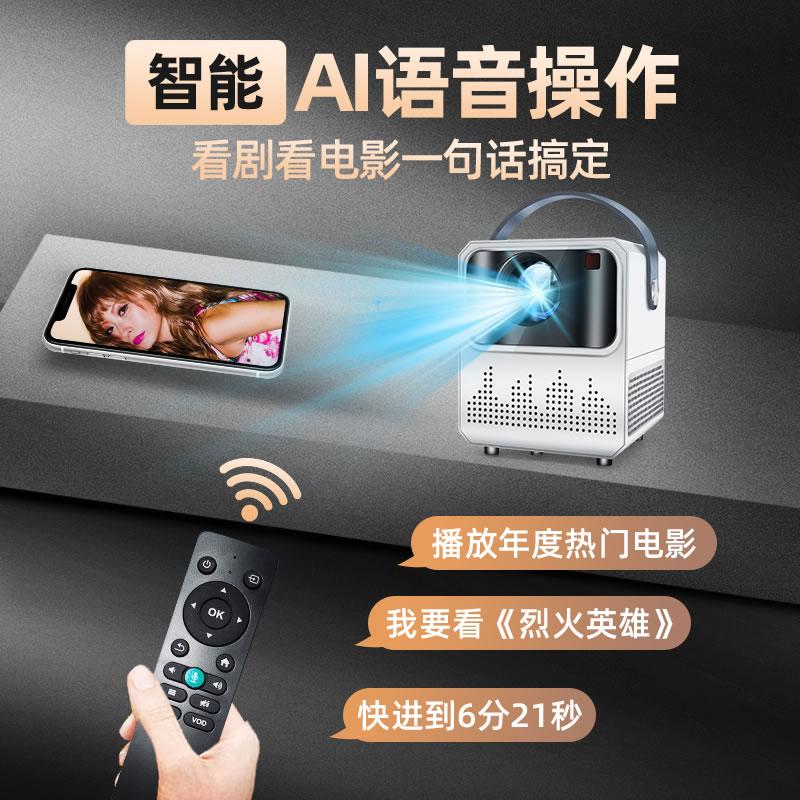 智能 AI语音操作
看剧看电影一句话搞定
播放年度热门电影
我要看《烈火英雄》
快进到6分21秒
OK
VOD